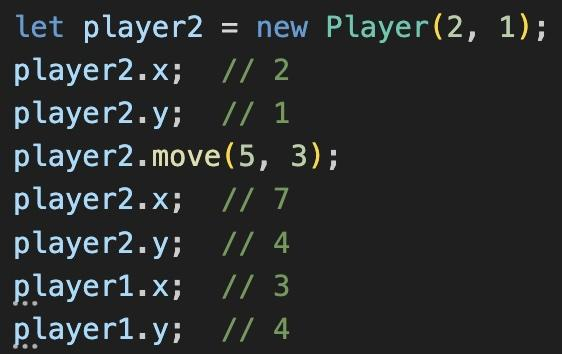 let player2 = new Player(2, 1);
player2.x;  // 2
player2.y;  // 1
player2.move(5, 3);
player2.x;  // 7
player2.y;  // 4
player1.x;  // 3
player1.y;  // 4